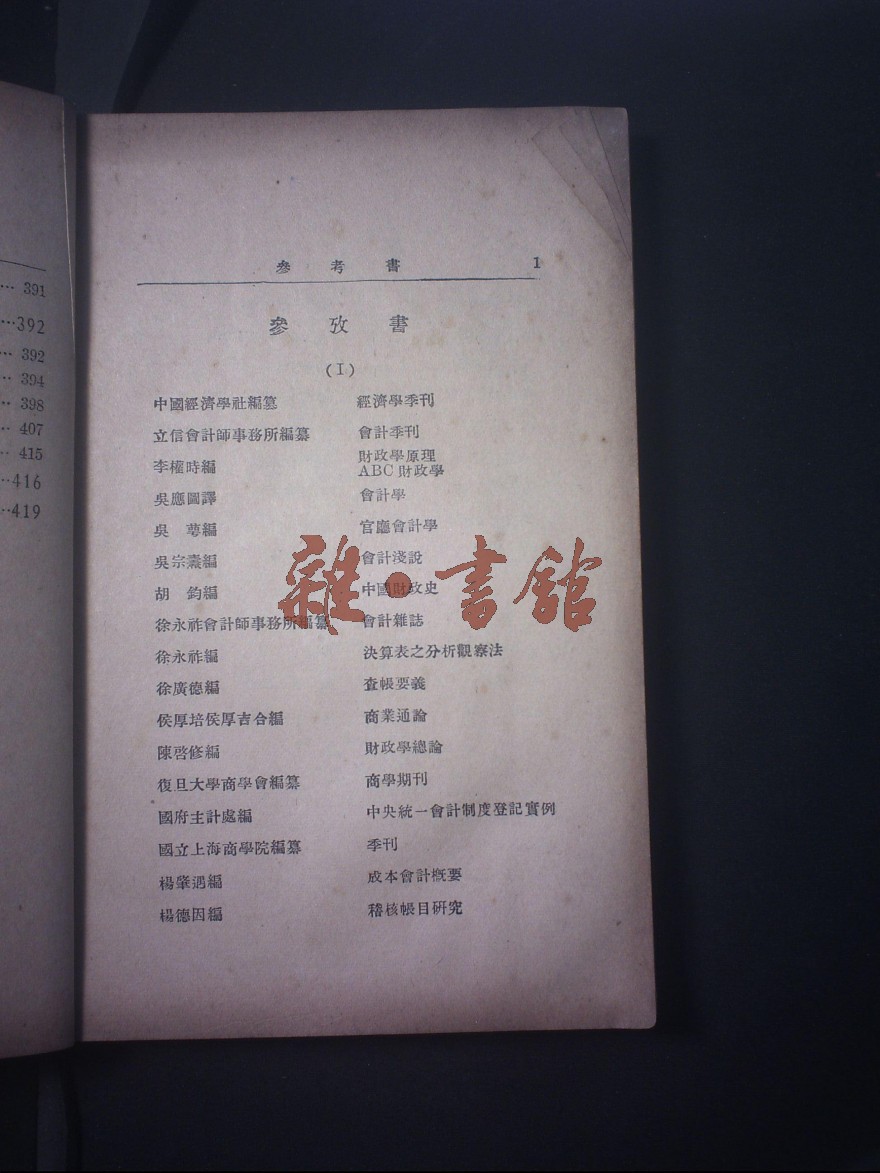 … 391
…392
… 392
… 394
… 398
… 407
… 415
…416
…419
參考書 1
參攷書
(I)
中國經濟學社編纂 經濟學季刊
立信會計師事務所編纂 會計季刊
李權時編 財政學原理
ABC財政學
吳應圖譯 會計學
吳萼編 官廳會計學
吳宗燾編 會計淺說
胡鈞編 中國財政史
徐永祚會計師事務所編纂 會計雜誌
徐永祚編 決算表之分析觀察法
徐廣德編 查帳要義
侯厚培侯厚吉合編 商業通論
陳啓修編 財政學總論
復旦大學商學會編纂 商學期刊
國府主計處編 中央統一會計制度登記實例
國立上海商學院編纂 季刊
楊肇遇編 成本會計概要
楊德因編 稽核帳目研究
雜·書館